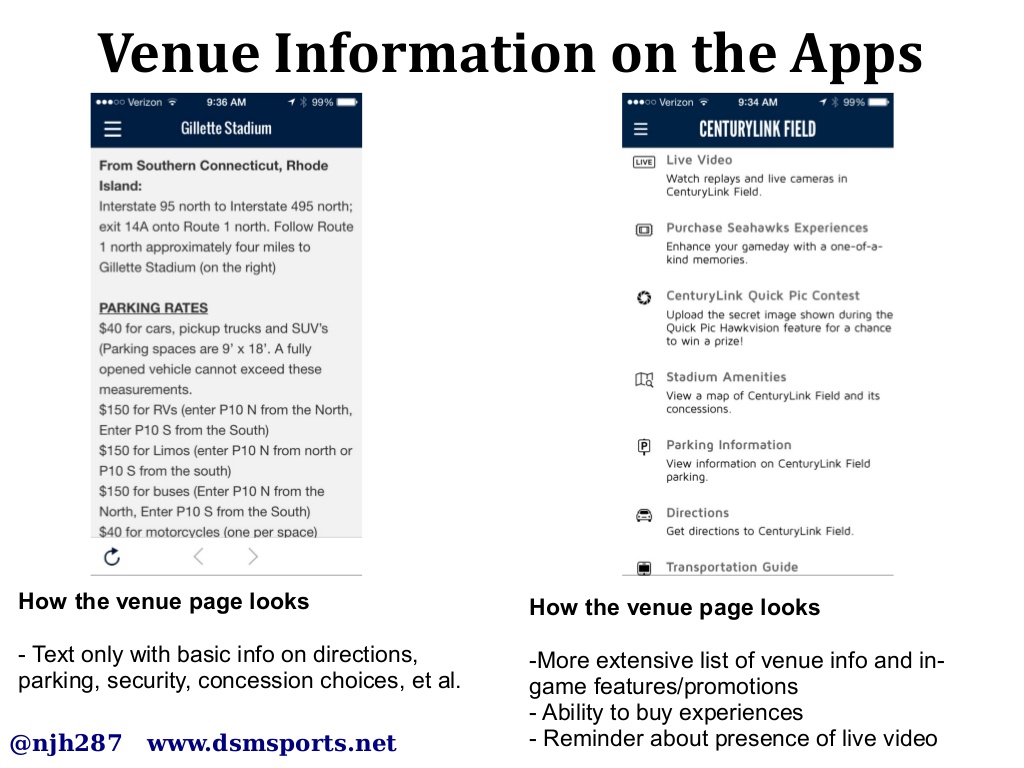 Venue Information on the Apps
Verizon 9:36 AM 99%
Gillette Stadium
From Southern Connecticut, Rhode
Island:
Interstate 95 north to Interstate 495 north;
exit 14A onto Route 1 north. Follow Route
1 north approximately four miles to
Gillette Stadium (on the right)
PARKING RATES
$40 for cars, pickup trucks and SUV's
(Parking spaces are 9' x 18'. A fully
opened vehicle cannot exceed these
measurements.
$150 for RVs (enter P10 N from the North,
Enter P10 S from the South)
$150 for Limos (enter P10 N from north or
P10 S from the south)
$150 for buses (Enter P10 N from the
North, Enter P10 S from the South)
$40 for motorcycles (one per space)
How the venue page looks
- Text only with basic info on directions,
parking, security, concession choices, et al.
Verizon 9:34 AM 99%
CENTURYLINK FIELD
LIVE Live Video
Watch replays and live cameras in
CenturyLink Field.
Purchase Seahawks Experiences
Enhance your gameday with a one-of-a-
kind memories.
CenturyLink Quick Pic Contest
Upload the secret image shown during the
Quick Pic Hawkvision feature for a chance
to win a prize!
Stadium Amenities
View a map of CenturyLink Field and its
concessions.
P Parking Information
View information on CenturyLink Field
parking.
Directions
Get directions to CenturyLink Field.
Transportation Guide
How the venue page looks
-More extensive list of venue info and in-
game features/promotions
- Ability to buy experiences
- Reminder about presence of live video
@njh287 www.dsmsports.net